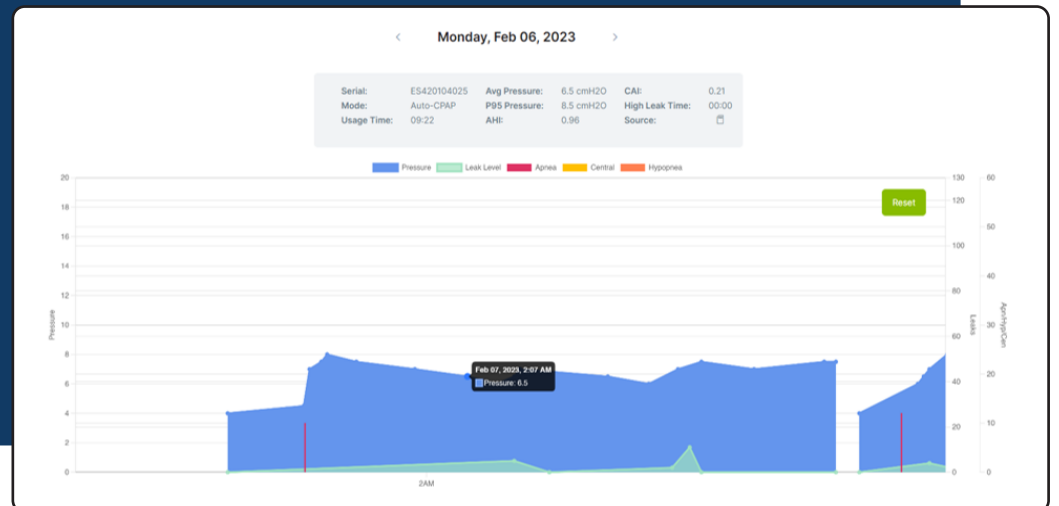 Monday, Feb 06, 2023
Serial: ES420104025 Avg Pressure: 6.5 cmH2O CAI: 0.21
Mode: Auto-CPAP P95 Pressure: 8.5 cmH2O High Leak Time: 00:00
Usage Time: 09:22 AHI: 0.96 Source:
Pressure Leak Level Apnea Central Hypopnea
20 130 60
Reset
18 120
50
16
100
14
40
12 80
Pressure
10 30
Leaks
Apn/Hyp/Cen
60
8
Feb 07, 2023, 2:07 AM
Pressure: 6.5
20
6 40
4
10
20
2
0 0 0
2AM